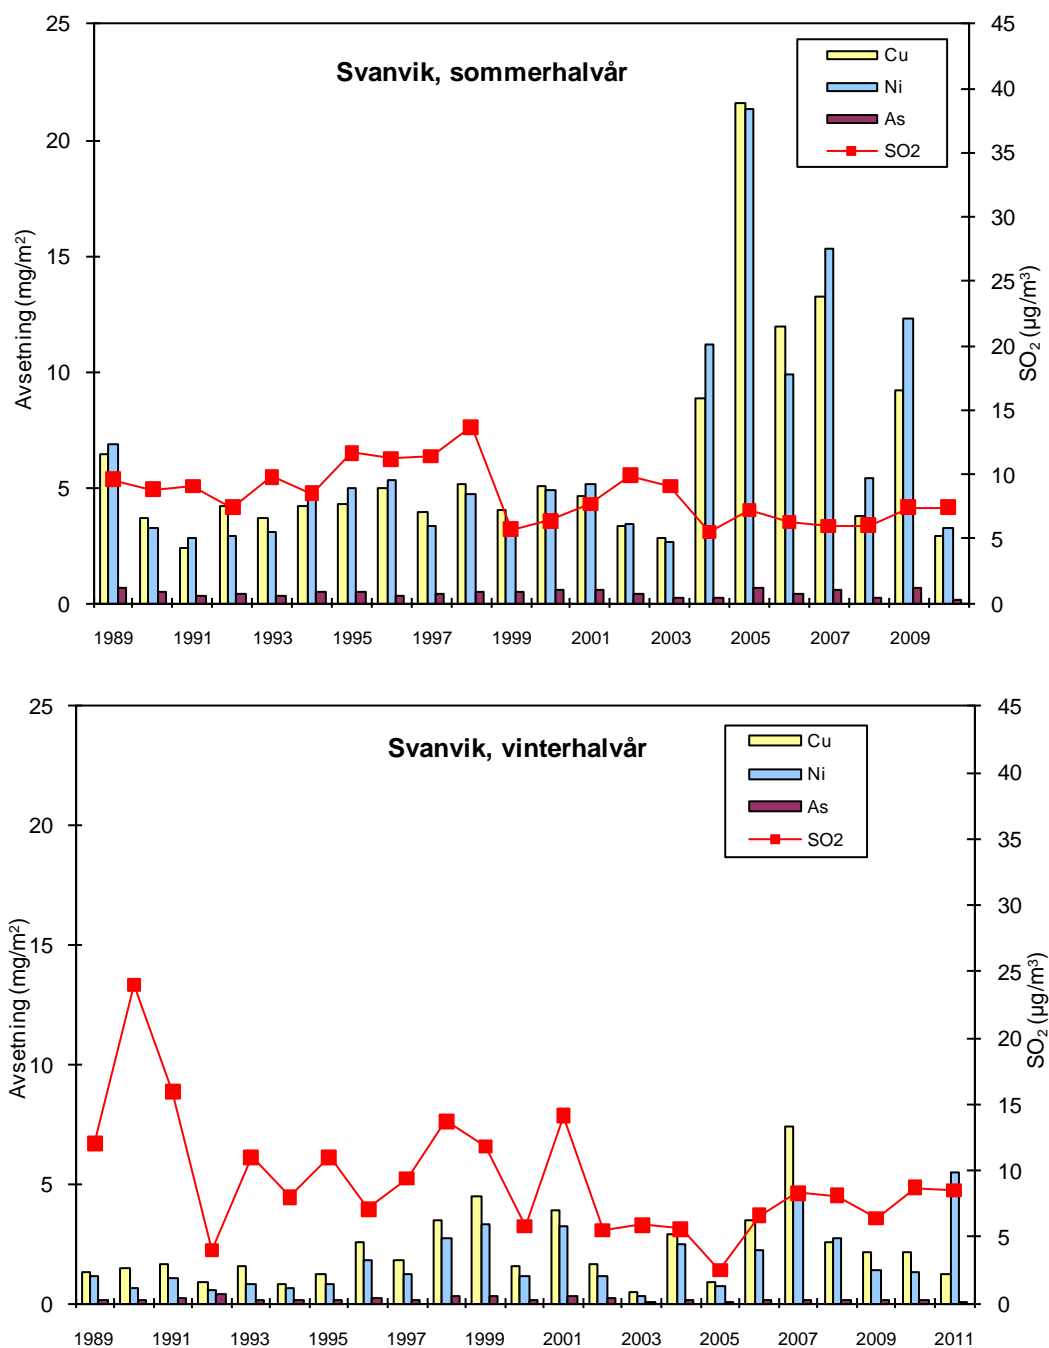 Svanvik, sommerhalvår
Cu
Ni
As
SO2
Avsetning (mg/m²)
25
20
15
10
5
0
SO₂ (µg/m³)
45
40
35
30
25
20
15
10
5
0
1989 1991 1993 1995 1997 1999 2001 2003 2005 2007 2009
Svanvik, vinterhalvår
Cu
Ni
As
SO2
Avsetning (mg/m²)
25
20
15
10
5
0
SO₂ (µg/m³)
45
40
35
30
25
20
15
10
5
0
1989 1991 1993 1995 1997 1999 2001 2003 2005 2007 2009 2011